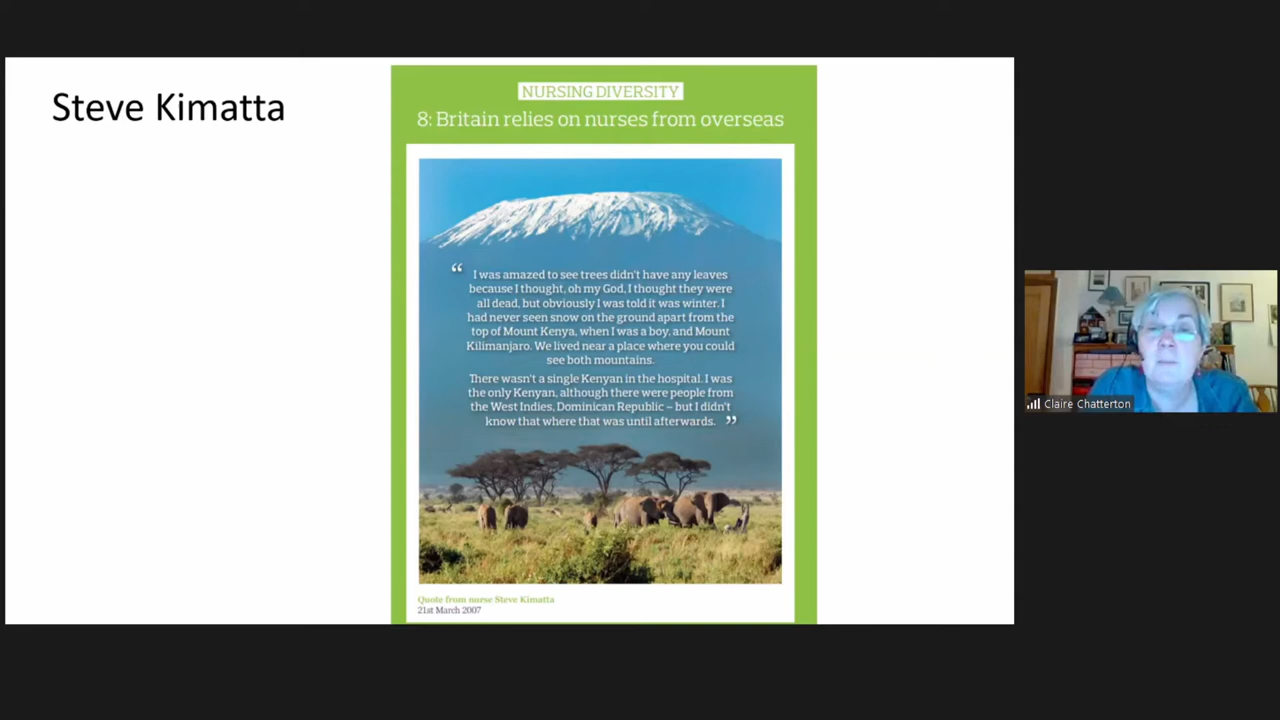 Steve Kimatta
NURSING DIVERSITY
8: Britain relies on nurses from overseas
“ I was amazed to see trees didn't have any leaves
because I thought, oh my God, I thought they were
all dead, but obviously I was told it was winter. I
had never seen snow on the ground apart from the
top of Mount Kenya, when I was a boy, and Mount
Kilimanjaro. We lived near a place where you could
see both mountains.
There wasn't a single Kenyan in the hospital. I was
the only Kenyan, although there were people from
the West Indies, Dominican Republic – but I didn't
know that where that was until afterwards. ”
Quote from nurse Steve Kimatta
21st March 2007
Claire Chatterton